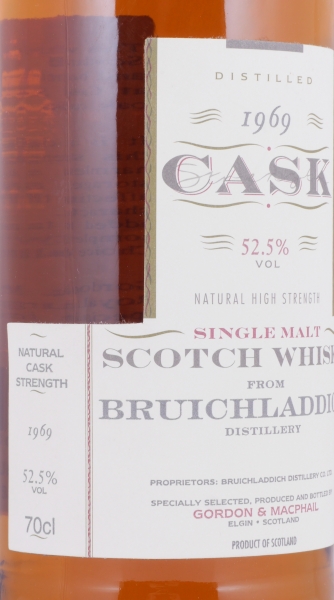 DISTILLED
1969
CASK
52.5%
VOL
NATURAL HIGH STRENGTH
SINGLE MALT
SCOTCH WHIS
FROM
BRUICHLADDIC
DISTILLERY
PROPRIETORS: BRUICHLADDICH DISTILLERY CO. LTD.
SPECIALLY SELECTED, PRODUCED AND BOTTLED BY
GORDON & MACPHAIL
ELGIN • SCOTLAND
PRODUCT OF SCOTLAND
NATURAL
CASK
STRENGTH
1969
52.5%
VOL
70cl